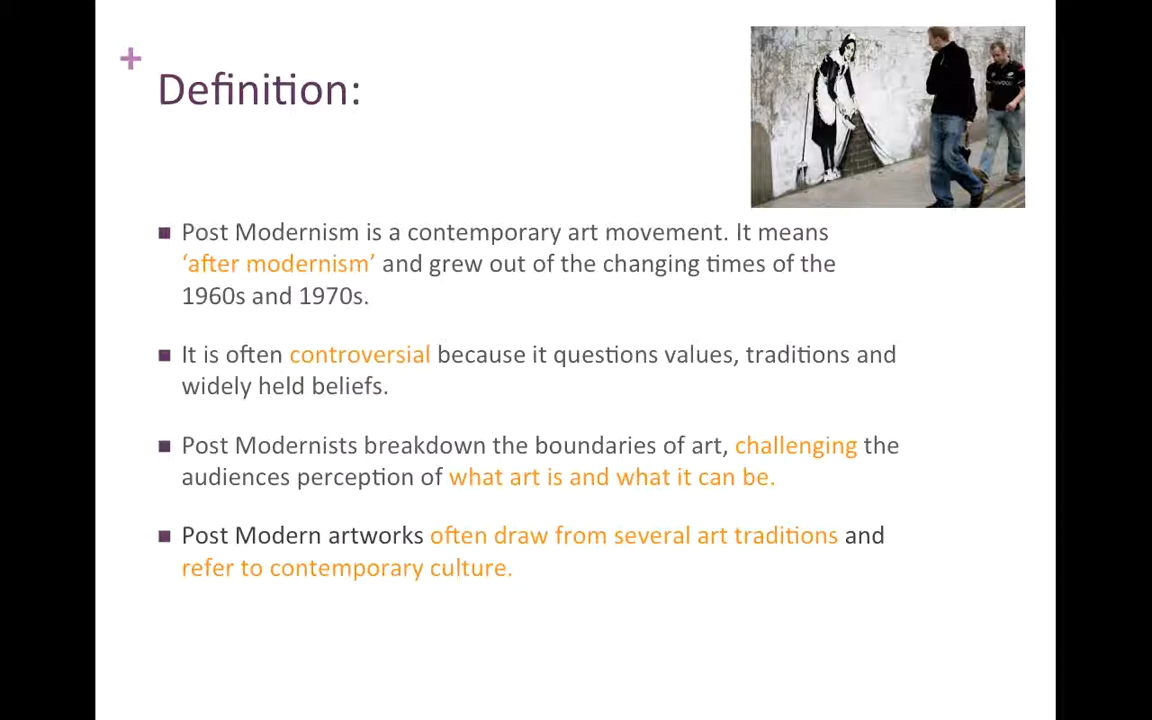 +
Definition:
■ Post Modernism is a contemporary art movement. It means
‘after modernism’ and grew out of the changing times of the
1960s and 1970s.
■ It is often controversial because it questions values, traditions and
widely held beliefs.
■ Post Modernists breakdown the boundaries of art, challenging the
audiences perception of what art is and what it can be.
■ Post Modern artworks often draw from several art traditions and
refer to contemporary culture.